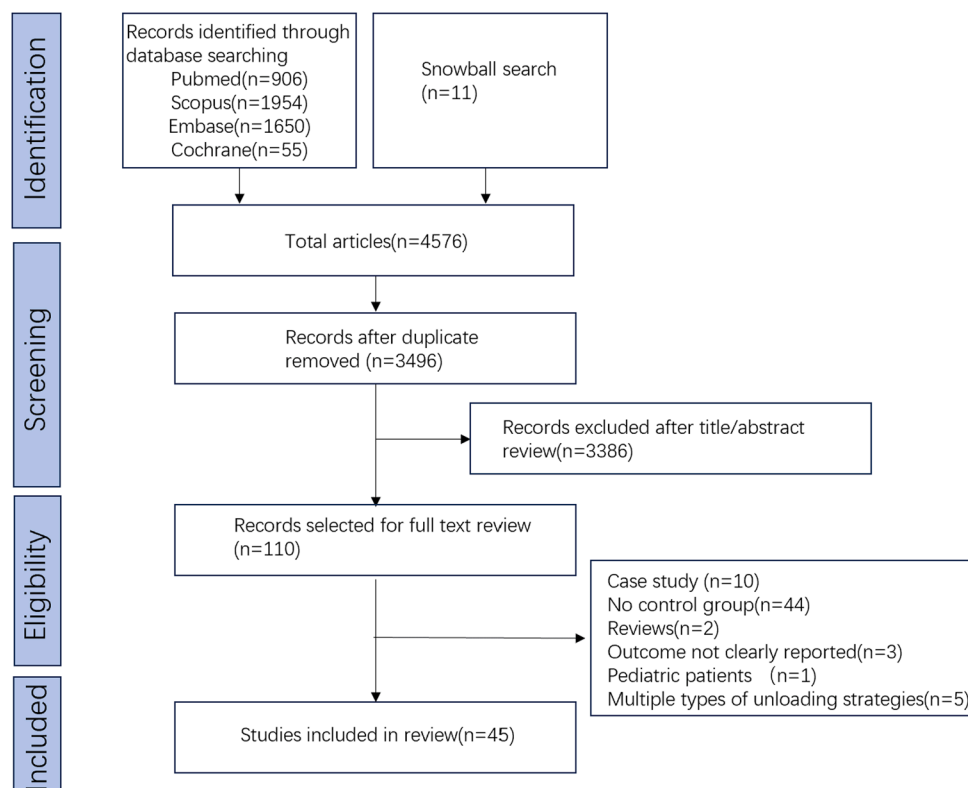 Identification
Records identified through
database searching
Pubmed(n=906)
Scopus(n=1954)
Embase(n=1650)
Cochrane(n=55)
Snowball search
(n=11)
Total articles(n=4576)
Screening
Records after duplicate
removed (n=3496)
Records excluded after title/abstract
review(n=3386)
Eligibility
Records selected for full text review
(n=110)
Case study (n=10)
No control group(n=44)
Reviews(n=2)
Outcome not clearly reported(n=3)
Pediatric patients （n=1)
Multiple types of unloading strategies(n=5)
Included
Studies included in review(n=45)